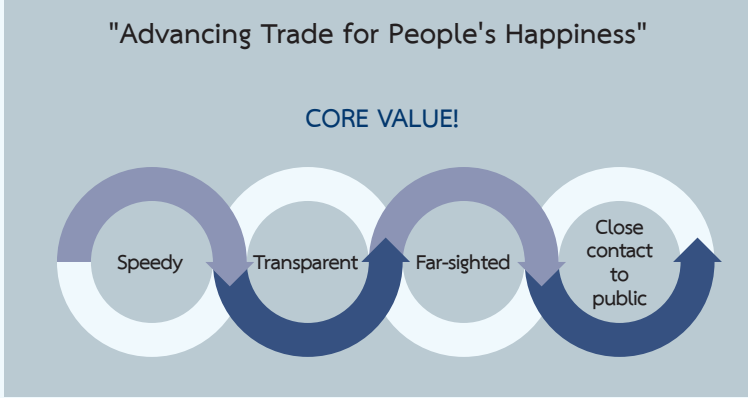 "Advancing Trade for People's Happiness"
CORE VALUE!
Speedy
Transparent
Far-sighted
Close
contact
to
public